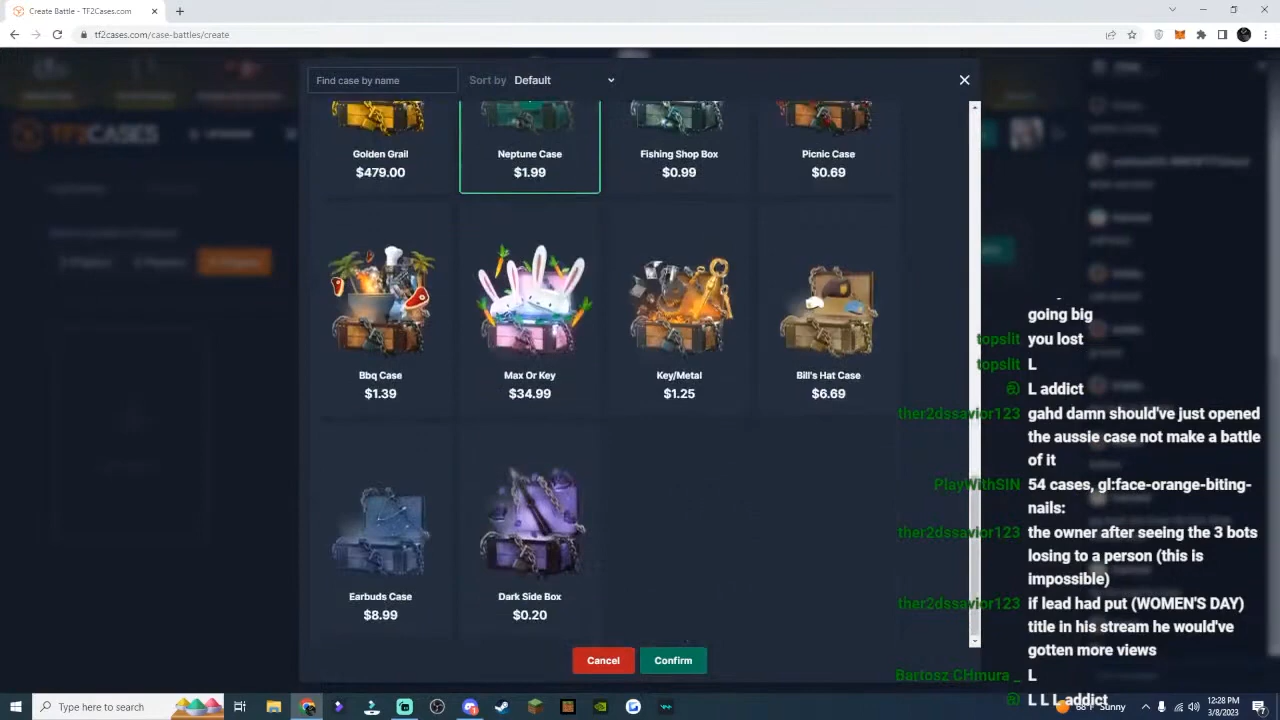 Create Battle - TF2Cases.com
tf2cases.com/case-battles/create
Find case by name
Sort by Default
TF2CASES
Golden Grail
$479.00
Neptune Case
$1.99
Fishing Shop Box
$0.99
Picnic Case
$0.69
Bbq Case
$1.39
Max Or Key
$34.99
Key/Metal
$1.25
Bill's Hat Case
$6.69
Earbuds Case
$8.99
Dark Side Box
$0.20
Cancel
Confirm
going big
topslit you lost
topslit L
L addict
ther2dssavior123 gahd damn should've just opened
the aussie case not make a battle
of it
PlayWithSIN 54 cases, gl:face-orange-biting-
nails:
ther2dssavior123 the owner after seeing the 3 bots
losing to a person (this is
impossible)
ther2dssavior123 if lead had put (WOMEN'S DAY)
title in his stream he would've
gotten more views
Bartosz CHmura _ L
L L L addict
Type here to search
Sunny
12:28 PM
3/8/2023